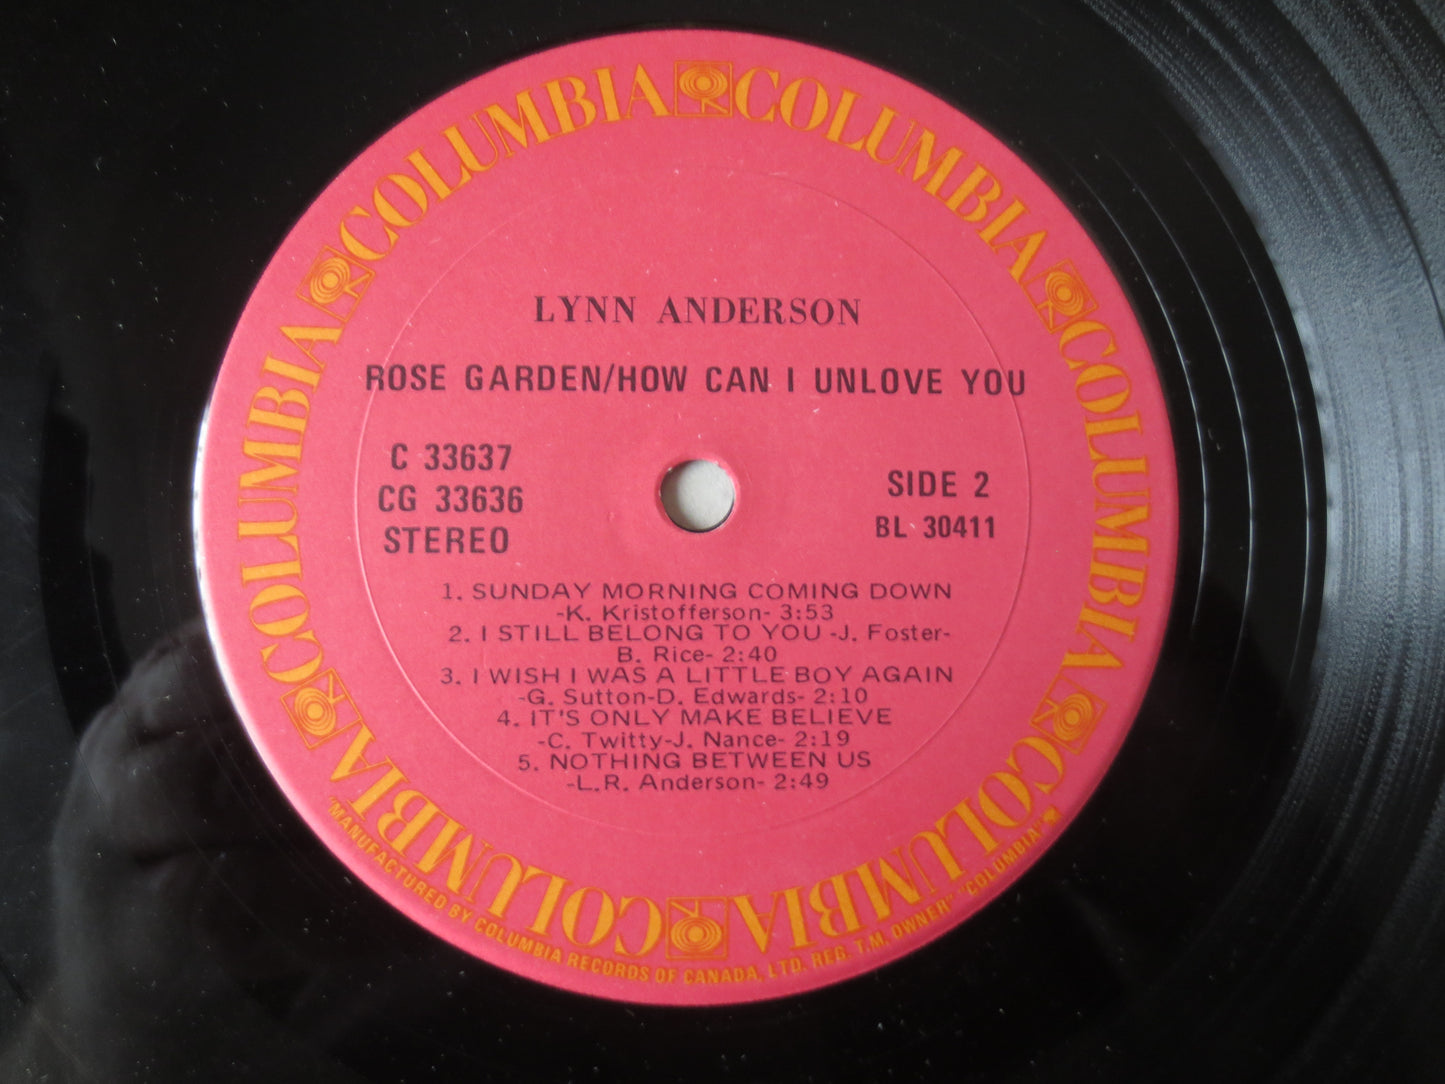 COLUMBIA COLUMBIA COLUMBIA COLUMBIA COLUMBIA COLUMBIA COLUMBIA
LYNN ANDERSON
ROSE GARDEN/HOW CAN I UNLOVE YOU
C 33637
CG 33636
STEREO
SIDE 2
BL 30411
1. SUNDAY MORNING COMING DOWN
-K. Kristofferson- 3:53
2. I STILL BELONG TO YOU -J. Foster-
B. Rice- 2:40
3. I WISH I WAS A LITTLE BOY AGAIN
-G. Sutton-D. Edwards- 2:10
4. IT'S ONLY MAKE BELIEVE
-C. Twitty-J. Nance- 2:19
5. NOTHING BETWEEN US
-L.R. Anderson- 2:49
"MANUFACTURED BY COLUMBIA RECORDS OF CANADA, LTD. REG. T.M. OWNER" "COLUMBIA"